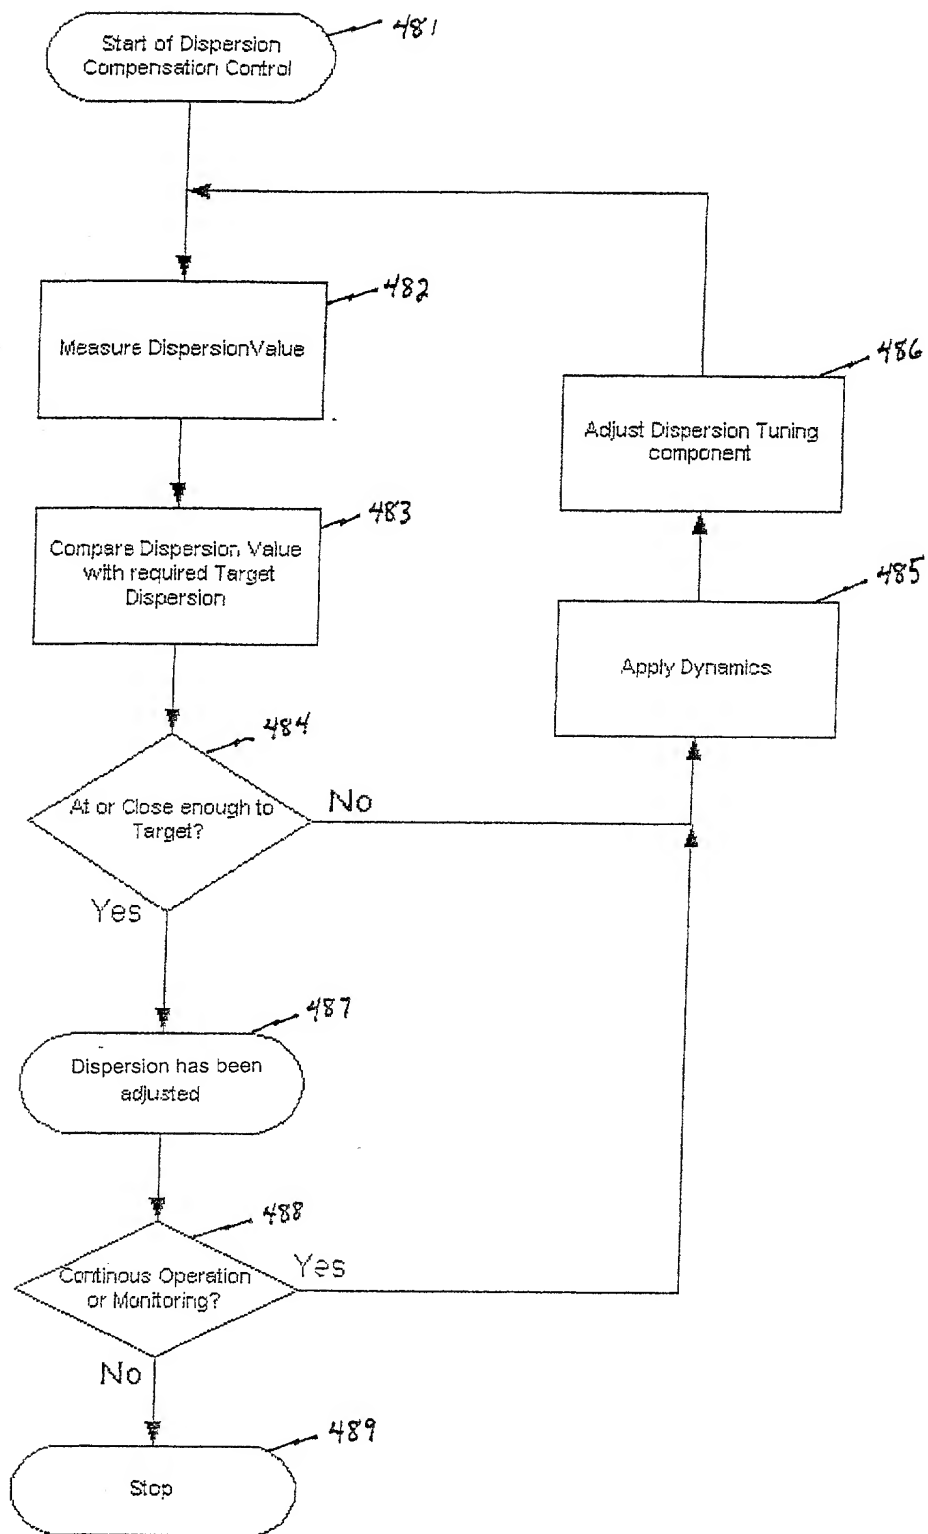 Start of Dispersion
Compensation Control
481
482
Measure DispersionValue
486
Adjust Dispersion Tuning
component
483
Compare Dispersion Value
with required Target
Dispersion
485
Apply Dynamics
484
At or Close enough to
Target?
No
Yes
487
Dispersion has been
adjusted
488
Continous Operation
or Monitoring?
Yes
No
489
Stop